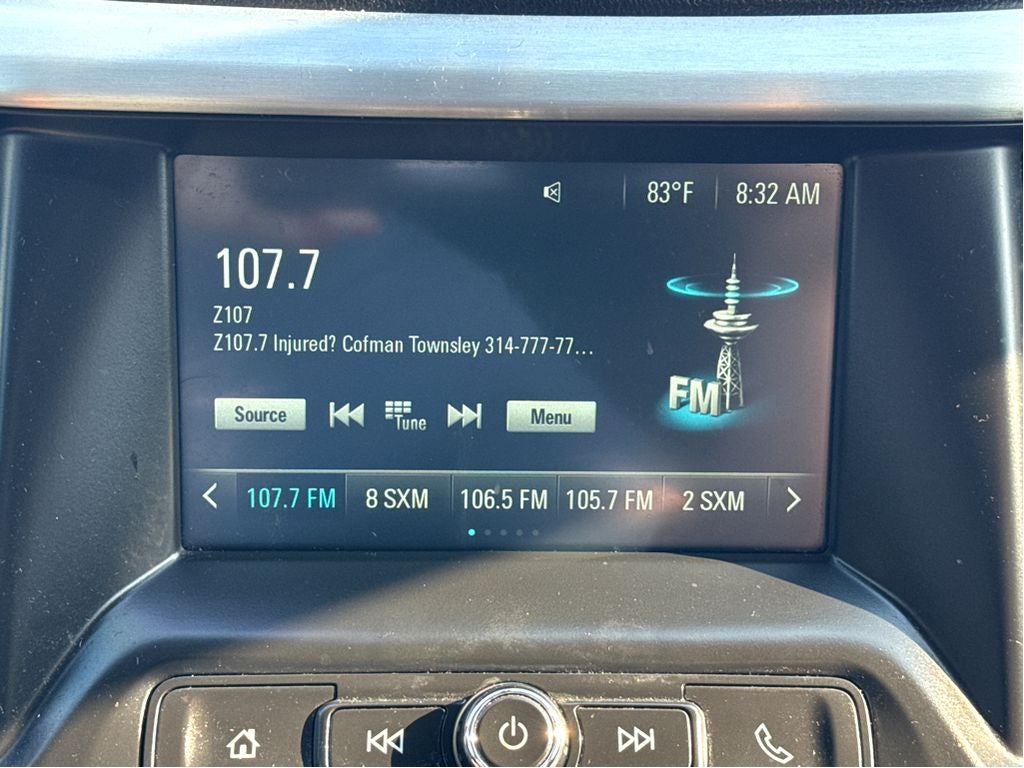 83°F 8:32 AM
107.7
Z107
Z107.7 Injured? Cofman Townsley 314-777-77...
FM
Source Tune Menu
107.7 FM 8 SXM 106.5 FM 105.7 FM 2 SXM